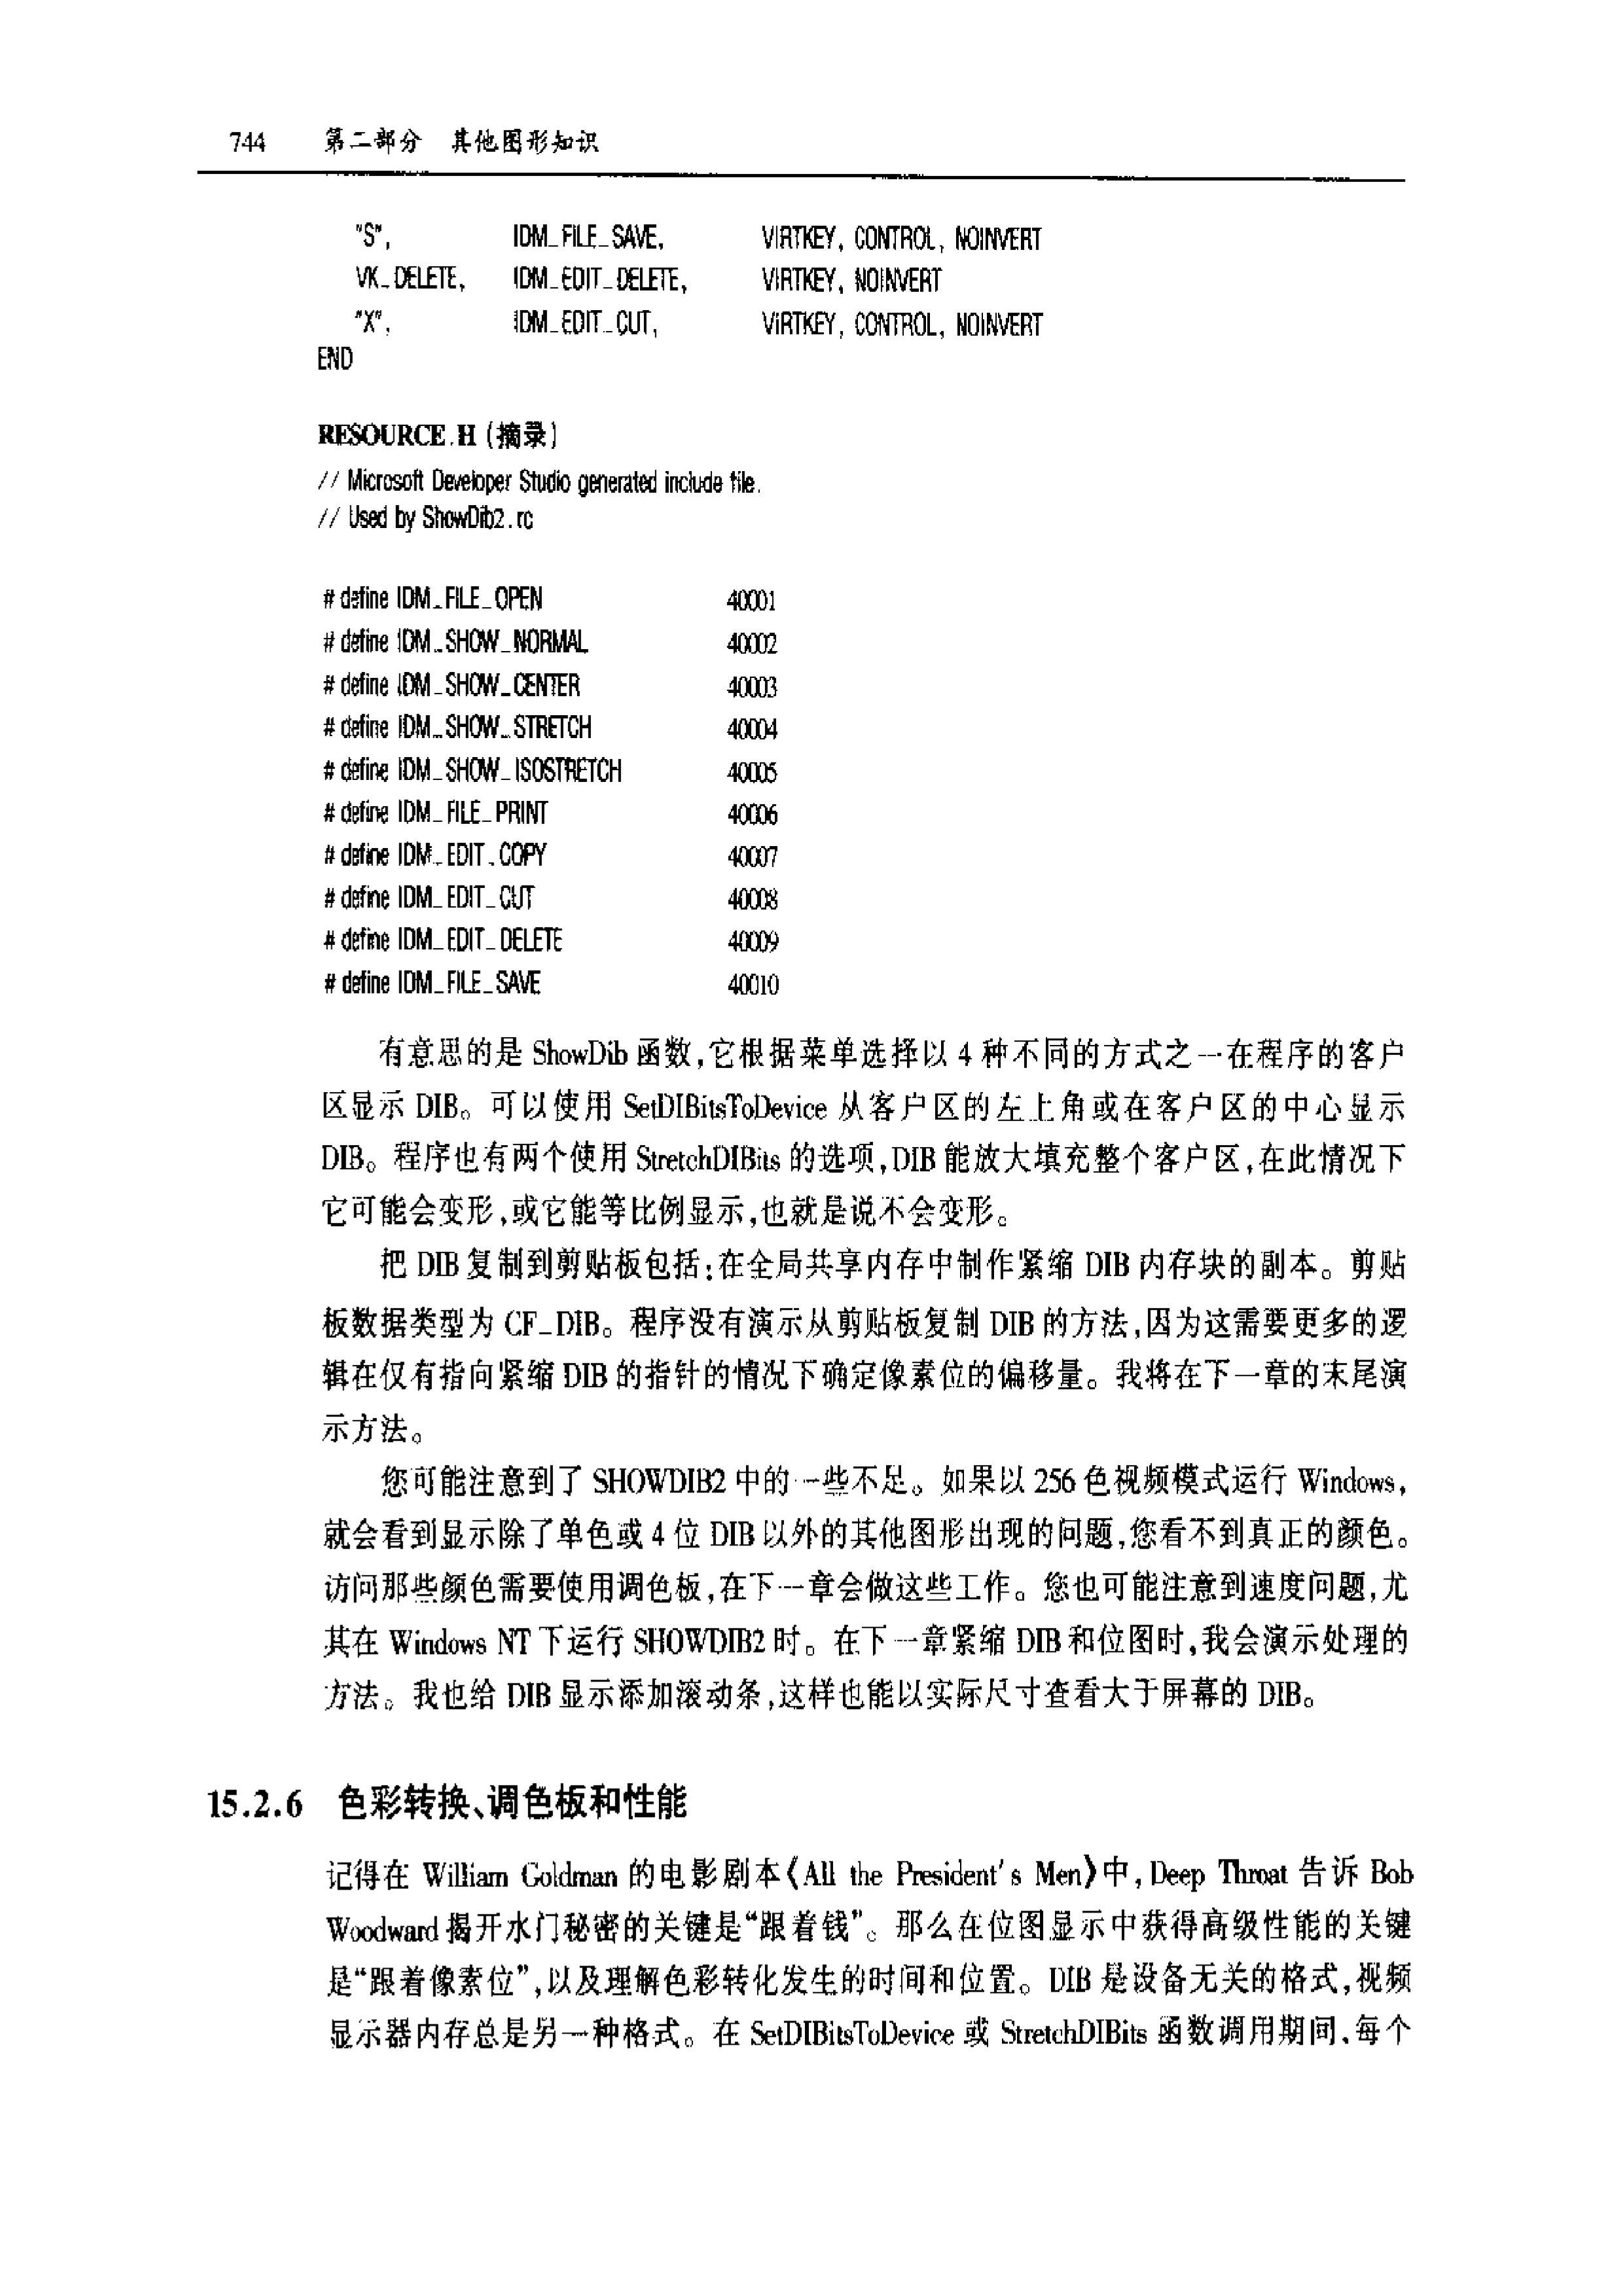 744 第二部分 其他图形知识
"S", IDM_FILE_SAVE, VIRTKEY, CONTROL, NOINVERT
VK_DELETE, IDM_EDIT_DELETE, VIRTKEY, NOINVERT
"X", IDM_EDIT_CUT, VIRTKEY, CONTROL, NOINVERT
END
RESOURCE.H (摘录)
// Microsoft Developer Studio generated include file.
// Used by ShowDib2.rc
# define IDM_FILE_OPEN 40001
# define IDM_SHOW_NORMAL 40002
# define IDM_SHOW_CENTER 40003
# define IDM_SHOW_STRETCH 40004
# define IDM_SHOW_ISOSTRETCH 40005
# define IDM_FILE_PRINT 40006
# define IDM_EDIT_COPY 40007
# define IDM_EDIT_CUT 40008
# define IDM_EDIT_DELETE 40009
# define IDM_FILE_SAVE 40010
有意思的是 ShowDib 函数,它根据菜单选择以 4 种不同的方式之一在程序的客户
区显示 DIB。可以使用 SetDIBitsToDevice 从客户区的左上角或在客户区的中心显示
DIB。程序也有两个使用 StretchDIBits 的选项,DIB 能放大填充整个客户区,在此情况下
它可能会变形,或它能等比例显示,也就是说不会变形。
把 DIB 复制到剪贴板包括:在全局共享内存中制作紧缩 DIB 内存块的副本。剪贴
板数据类型为 CF_DIB。程序没有演示从剪贴板复制 DIB 的方法,因为这需要更多的逻
辑在仅有指向紧缩 DIB 的指针的情况下确定像素位的偏移量。我将在下一章的末尾演
示方法。
您可能注意到了 SHOWDIB2 中的一些不足。如果以 256 色视频模式运行 Windows,
就会看到显示除了单色或 4 位 DIB 以外的其他图形出现的问题,您看不到真正的颜色。
访问那些颜色需要使用调色板,在下一章会做这些工作。您也可能注意到速度问题,尤
其在 Windows NT 下运行 SHOWDIB2 时。在下一章紧缩 DIB 和位图时,我会演示处理的
方法。我也给 DIB 显示添加滚动条,这样也能以实际尺寸查看大于屏幕的 DIB。
15.2.6 色彩转换、调色板和性能
记得在 William Goldman 的电影剧本《All the President's Men》中,Deep Throat 告诉 Bob
Woodward 揭开水门秘密的关键是“跟着钱”。那么在位图显示中获得高级性能的关键
是“跟着像素位”,以及理解色彩转化发生的时间和位置。DIB 是设备无关的格式,视频
显示器内存总是另一种格式。在 SetDIBitsToDevice 或 StretchDIBits 函数调用期间,每个